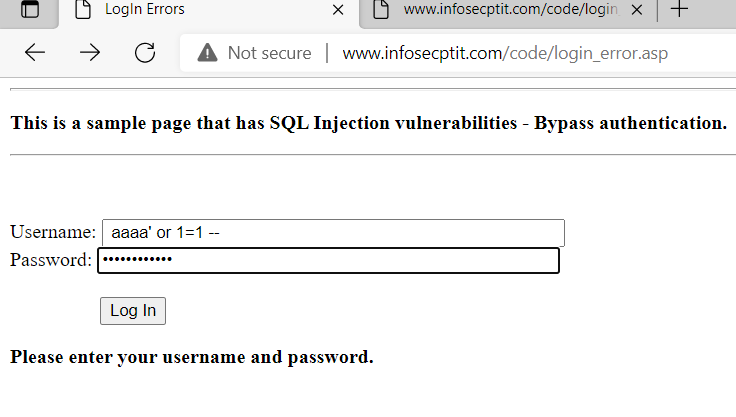 LogIn Errors
www.infosecptit.com/code/login
Not secure | www.infosecptit.com/code/login_error.asp
This is a sample page that has SQL Injection vulnerabilities - Bypass authentication.
Username: aaaa' or 1=1 --
Password: ••••••••••••
Log In
Please enter your username and password.